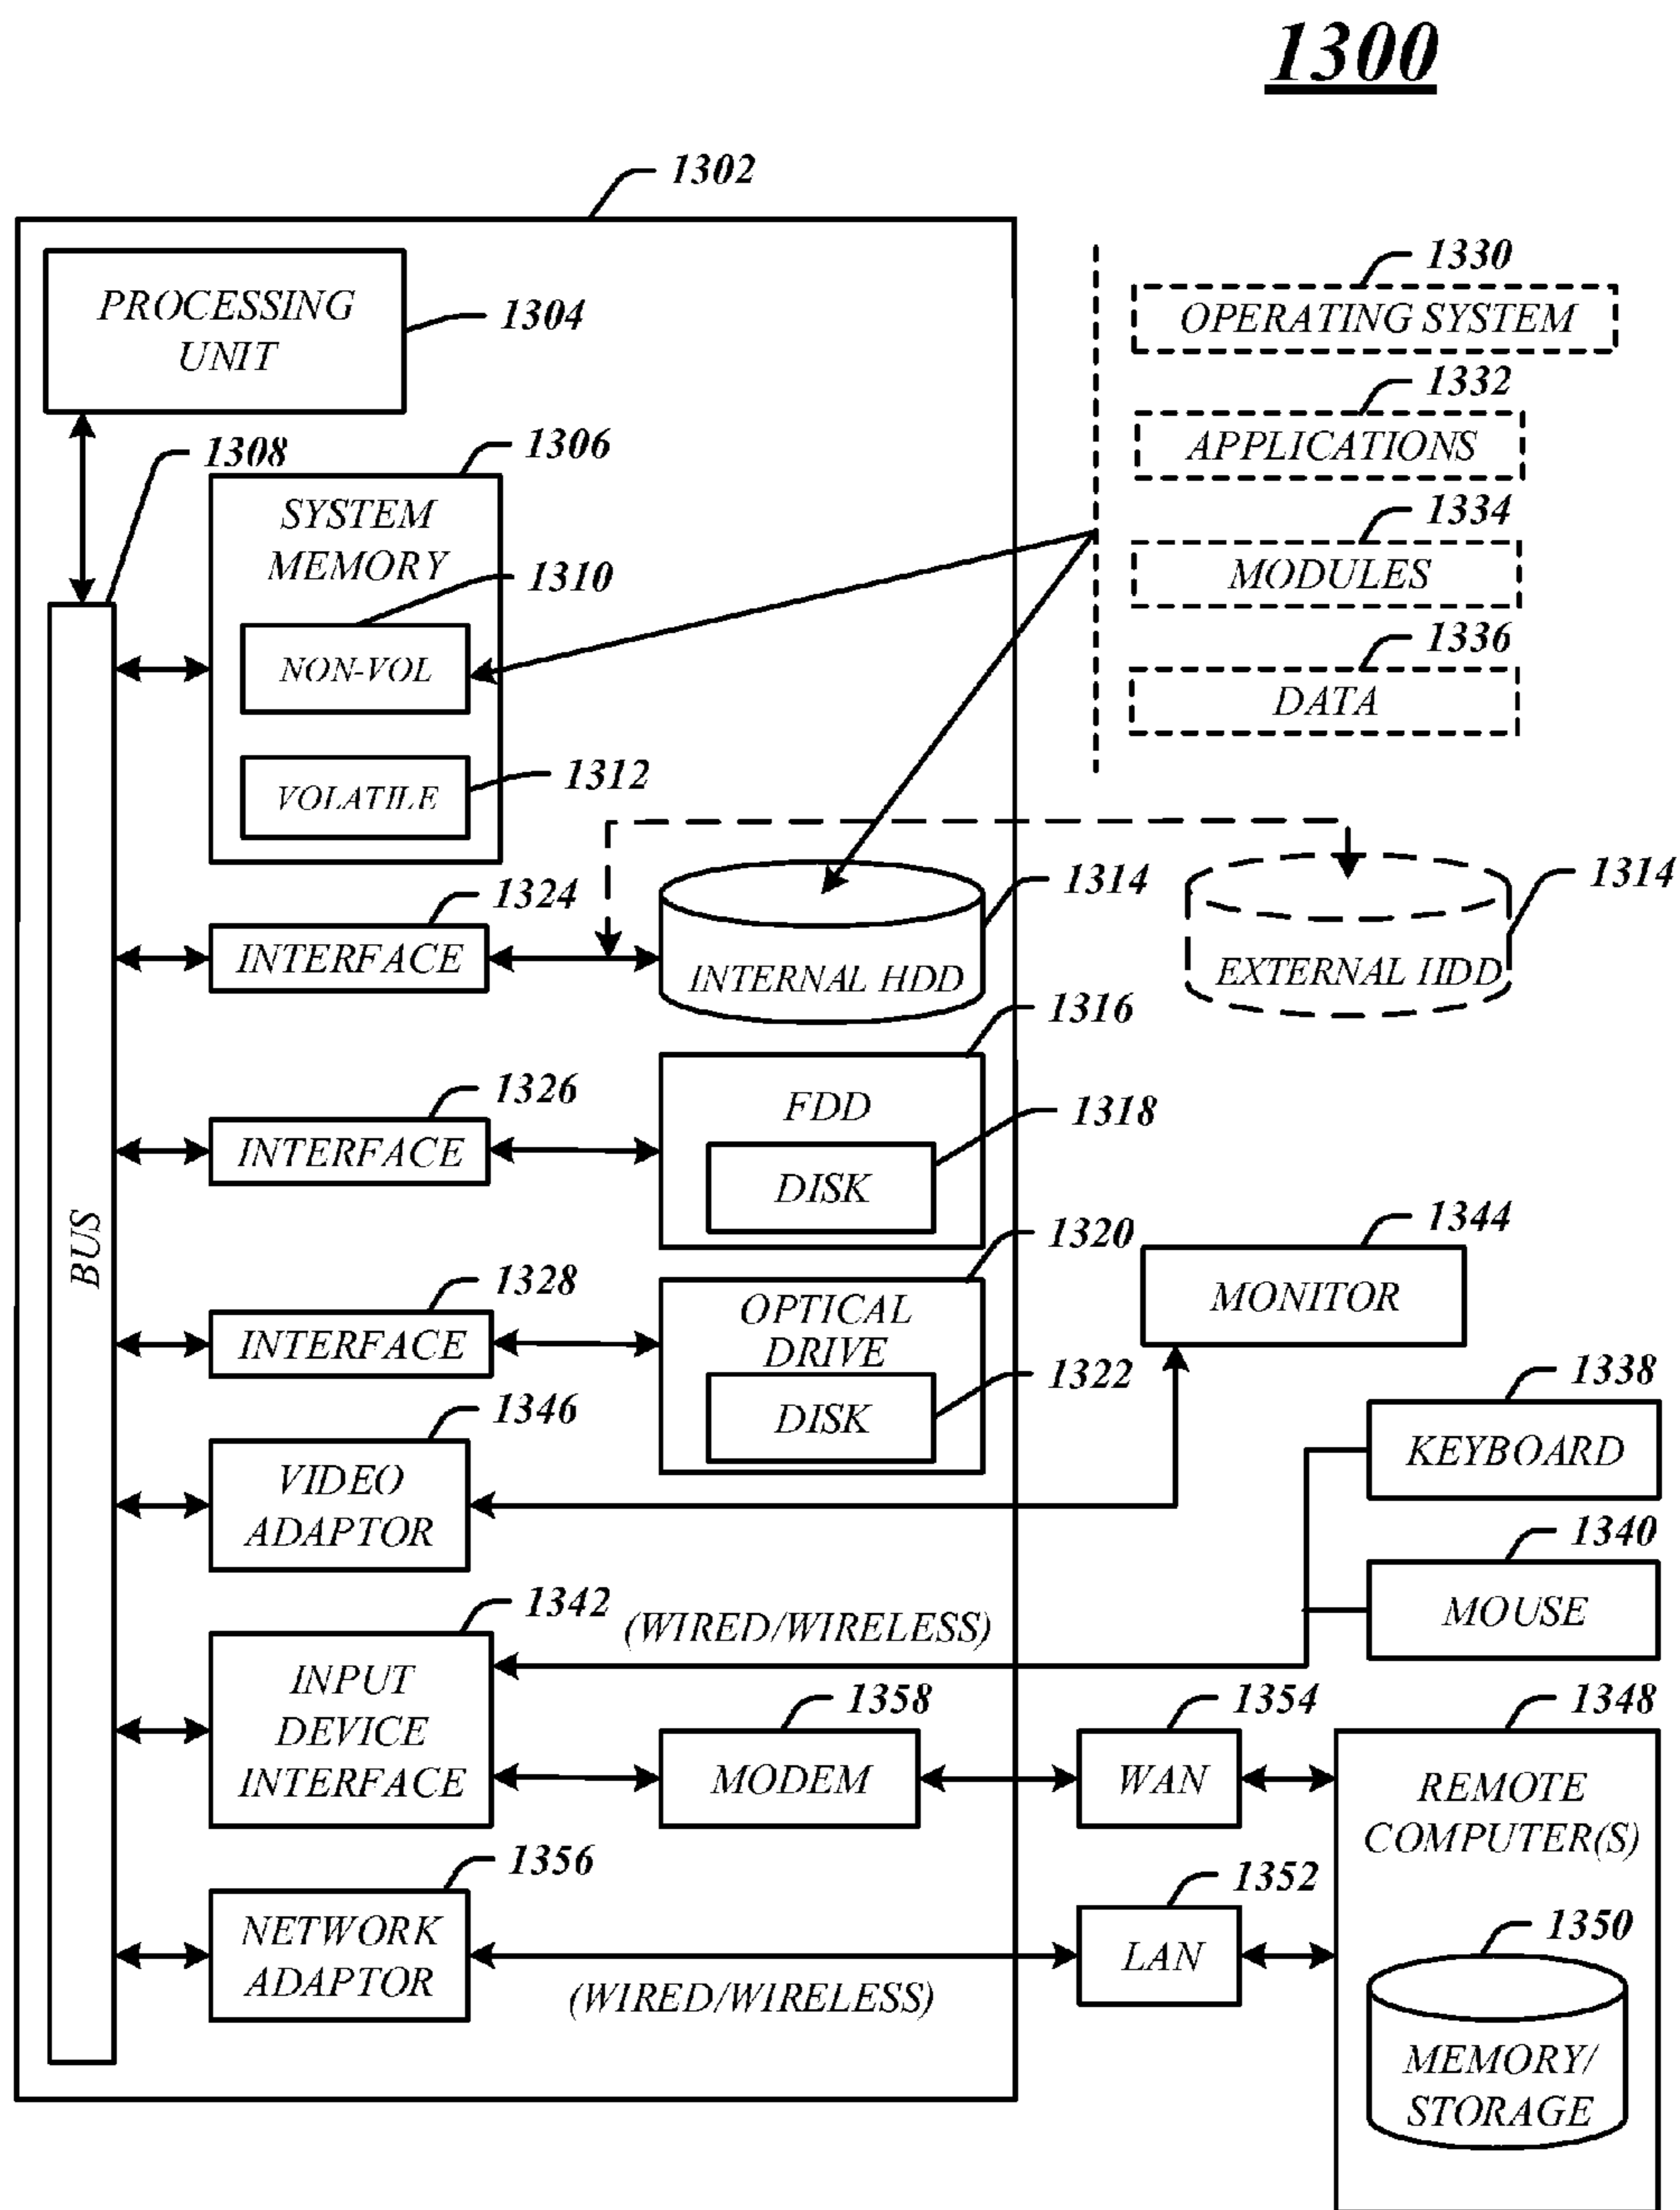 1300
1302
PROCESSING
UNIT
1304
1330
OPERATING SYSTEM
1332
APPLICATIONS
1334
MODULES
1336
DATA
1308
1306
SYSTEM
MEMORY
1310
NON-VOL
1312
VOLATILE
BUS
1324
INTERFACE
1314
INTERNAL HDD
1314
EXTERNAL HDD
1316
1326
INTERFACE
FDD
1318
DISK
1320
1328
INTERFACE
OPTICAL
DRIVE
1322
DISK
1344
MONITOR
1346
VIDEO
ADAPTOR
1338
KEYBOARD
1340
MOUSE
1342
(WIRED/WIRELESS)
INPUT
DEVICE
INTERFACE
1358
MODEM
1354
WAN
1348
REMOTE
COMPUTER(S)
1356
NETWORK
ADAPTOR
(WIRED/WIRELESS)
1352
LAN
1350
MEMORY/
STORAGE